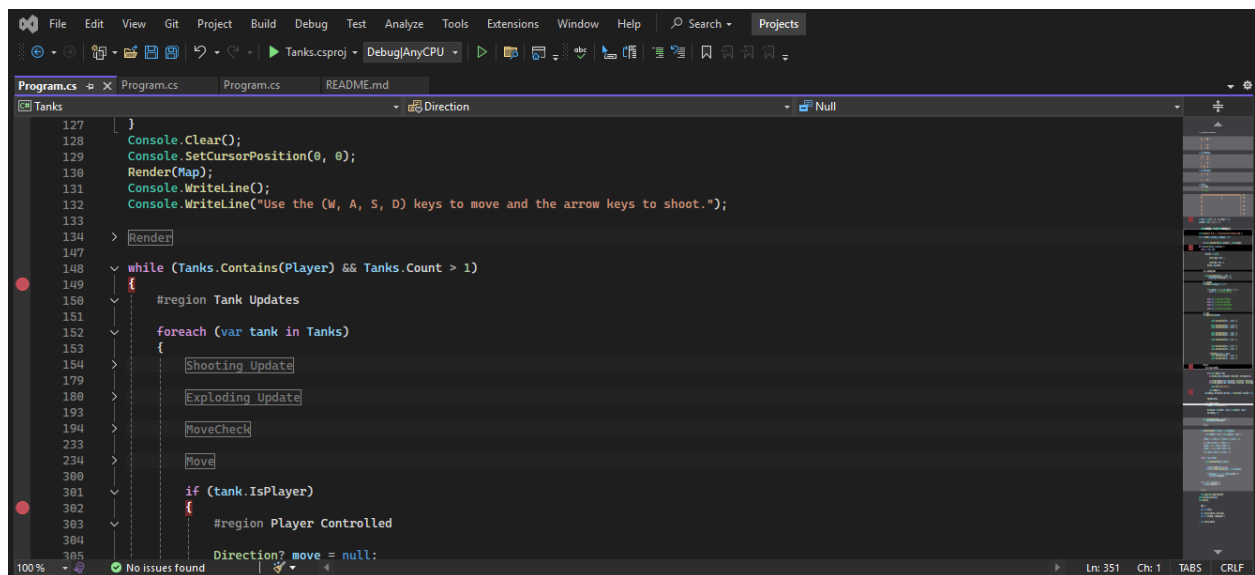 File Edit View Git Project Build Debug Test Analyze Tools Extensions Window Help Search Projects
Tanks.csproj Debug|AnyCPU abc
Program.cs Program.cs Program.cs README.md
C# Tanks Direction Null
127 }
128 Console.Clear();
129 Console.SetCursorPosition(0, 0);
130 Render(Map);
131 Console.WriteLine();
132 Console.WriteLine("Use the (W, A, S, D) keys to move and the arrow keys to shoot.");
133
134 Render
147
148 while (Tanks.Contains(Player) && Tanks.Count > 1)
149 {
150 #region Tank Updates
151
152 foreach (var tank in Tanks)
153 {
154 Shooting Update
179
180 Exploding Update
193
194 MoveCheck
233
234 Move
300
301 if (tank.IsPlayer)
302 {
303 #region Player Controlled
304
305 Direction? move = null;
100 % No issues found Ln: 351 Ch: 1 TABS CRLF